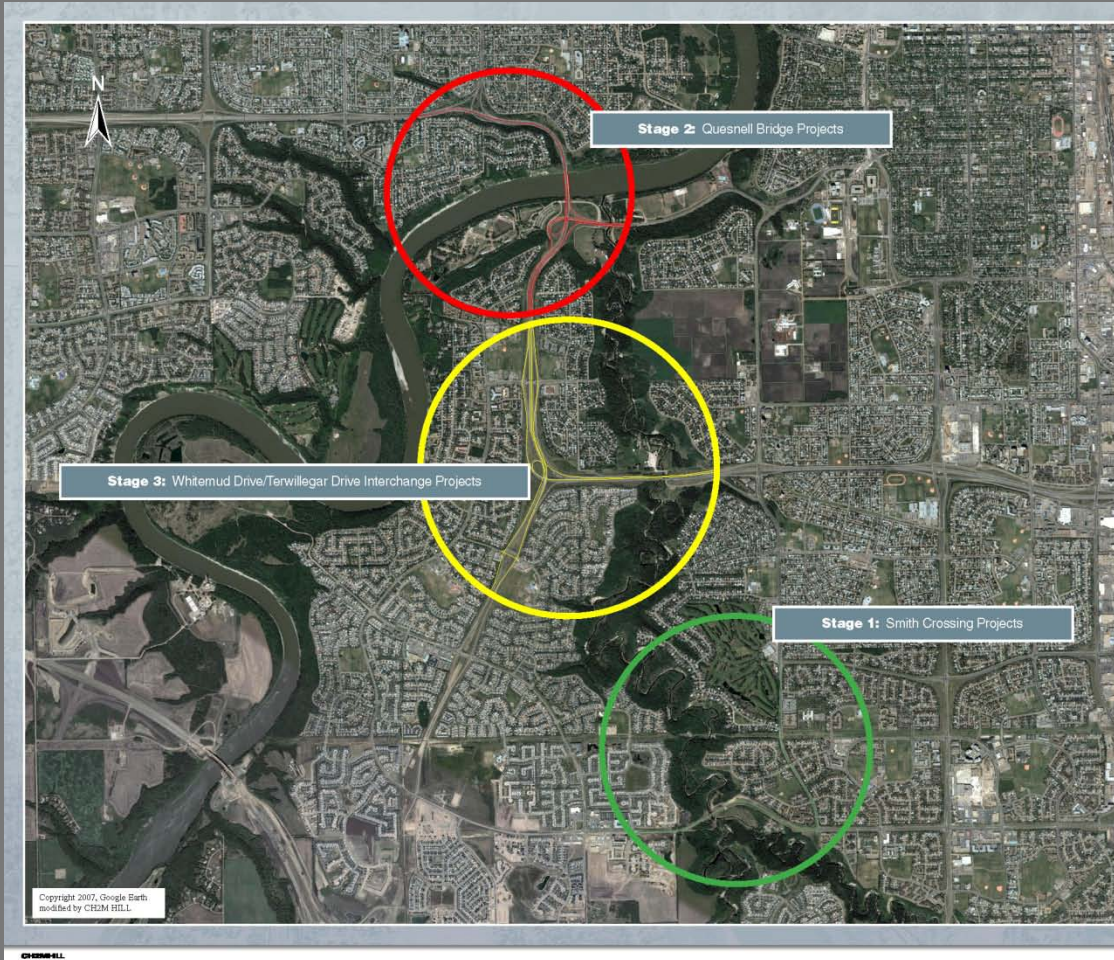 N
Stage 2: Quesnell Bridge Projects
Stage 3: Whitemud Drive/Terwillegar Drive Interchange Projects
Stage 1: Smith Crossing Projects
Copyright 2007, Google Earth
modified by CH2M HILL
CH2MHILL